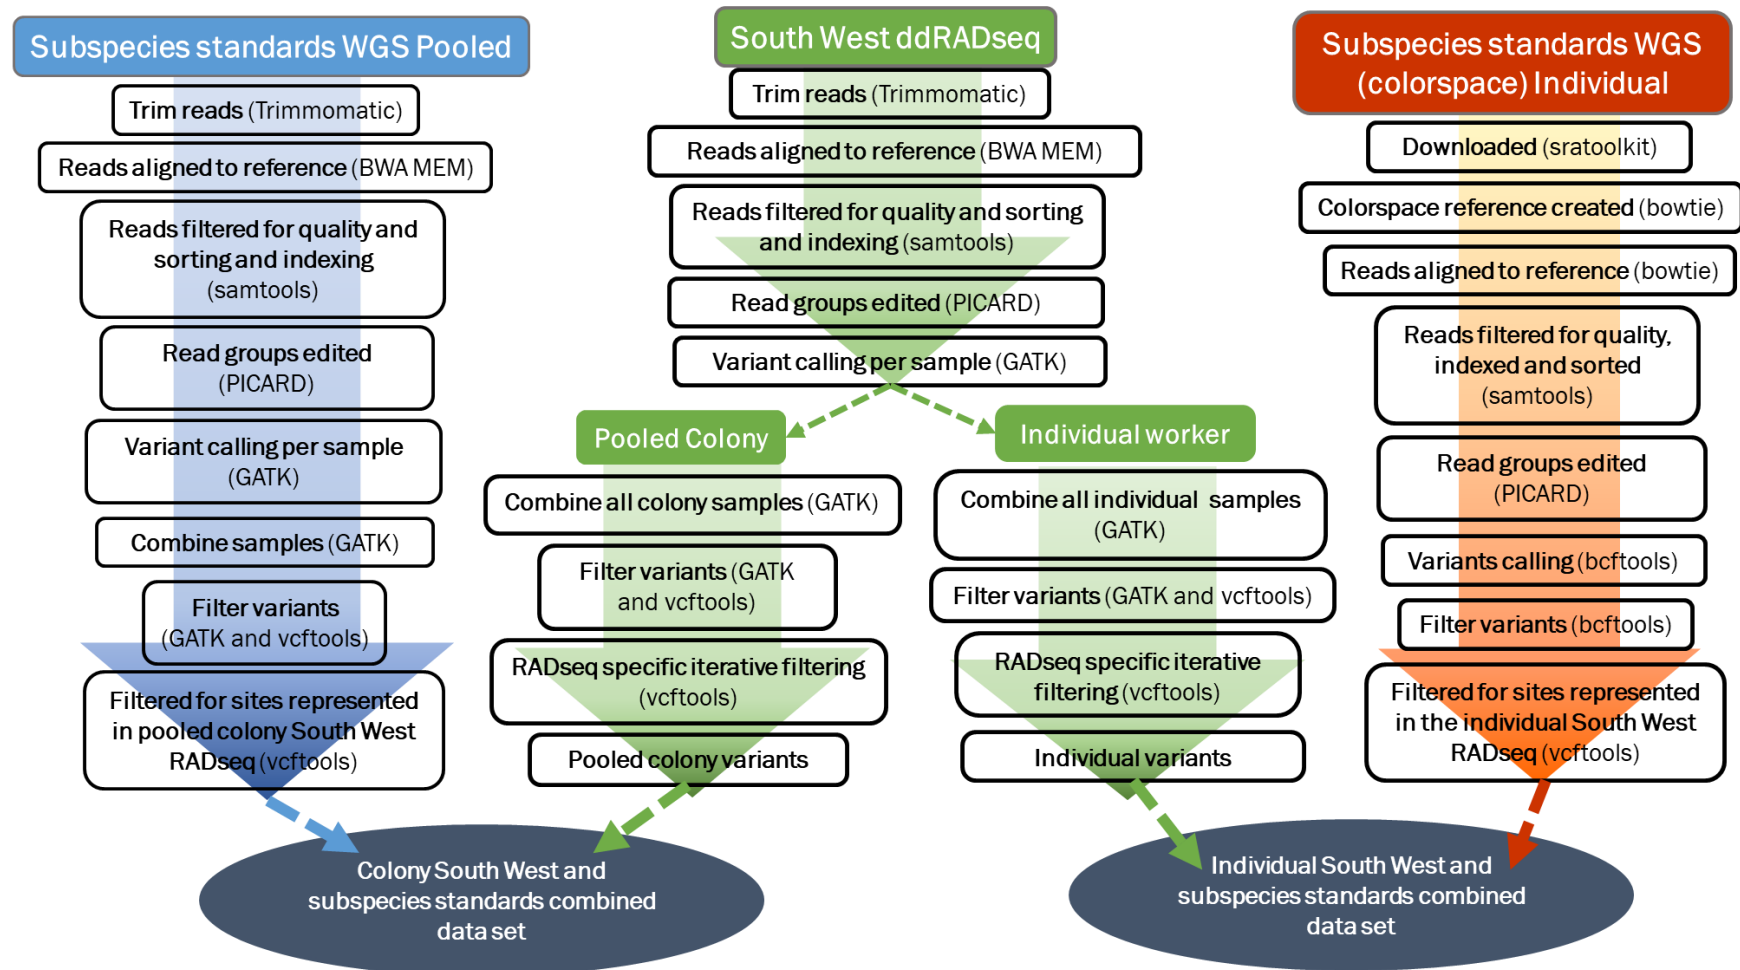 Subspecies standards WGS Pooled
Trim reads (Trimmomatic)
Reads aligned to reference (BWA MEM)
Reads filtered for quality and
sorting and indexing
(samtools)
Read groups edited
(PICARD)
Variant calling per sample
(GATK)
Combine samples (GATK)
Filter variants
(GATK and vcftools)
Filtered for sites represented
in pooled colony South West
RADseq (vcftools)
South West ddRADseq
Trim reads (Trimmomatic)
Reads aligned to reference (BWA MEM)
Reads filtered for quality and sorting
and indexing (samtools)
Read groups edited (PICARD)
Variant calling per sample (GATK)
Pooled Colony
Combine all colony samples (GATK)
Filter variants (GATK
and vcftools)
RADseq specific iterative filtering
(vcftools)
Pooled colony variants
Individual worker
Combine all individual samples
(GATK)
Filter variants (GATK and vcftools)
RADseq specific iterative
filtering (vcftools)
Individual variants
Subspecies standards WGS
(colorspace) Individual
Downloaded (sratoolkit)
Colorspace reference created (bowtie)
Reads aligned to reference (bowtie)
Reads filtered for quality,
indexed and sorted
(samtools)
Read groups edited
(PICARD)
Variants calling (bcftools)
Filter variants (bcftools)
Filtered for sites represented
in the individual South West
RADseq (vcftools)
Colony South West and
subspecies standards combined
data set
Individual South West and
subspecies standards combined
data set